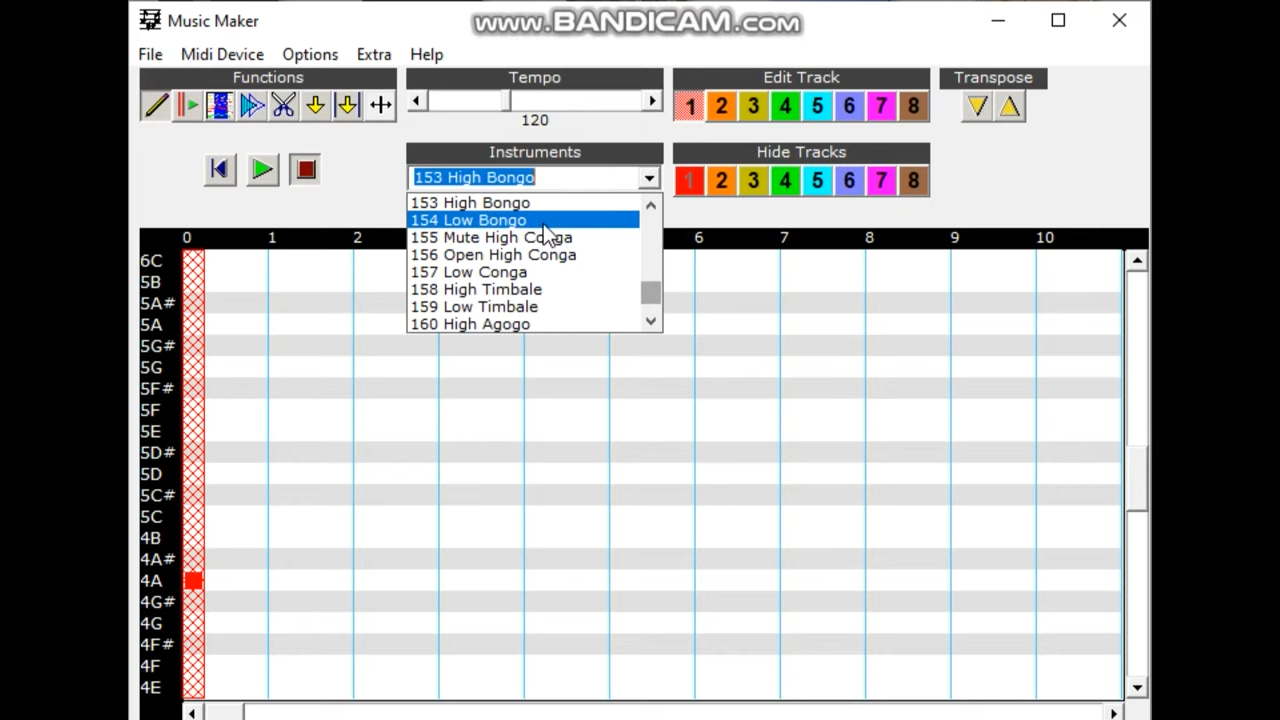 Music Maker
www.BANDICAM.com
File Midi Device Options Extra Help
Functions Tempo Edit Track Transpose
1 2 3 4 5 6 7 8
120
Instruments Hide Tracks
153 High Bongo
1 2 3 4 5 6 7 8
153 High Bongo
154 Low Bongo
155 Mute High Conga
156 Open High Conga
157 Low Conga
158 High Timbale
159 Low Timbale
160 High Agogo
0 1 2 6 7 8 9 10
6C
5B
5A#
5A
5G#
5G
5F#
5F
5E
5D#
5D
5C#
5C
4B
4A#
4A
4G#
4G
4F#
4F
4E